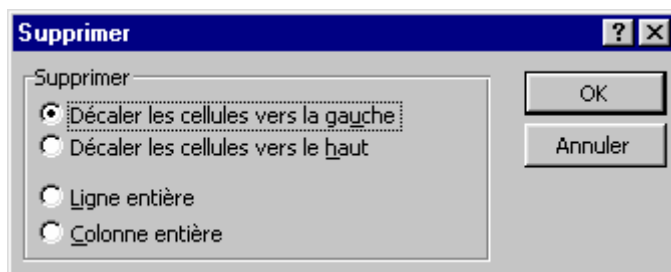 Supprimer
Supprimer
Décaler les cellules vers la gauche
Décaler les cellules vers le haut
Ligne entière
Colonne entière
OK
Annuler